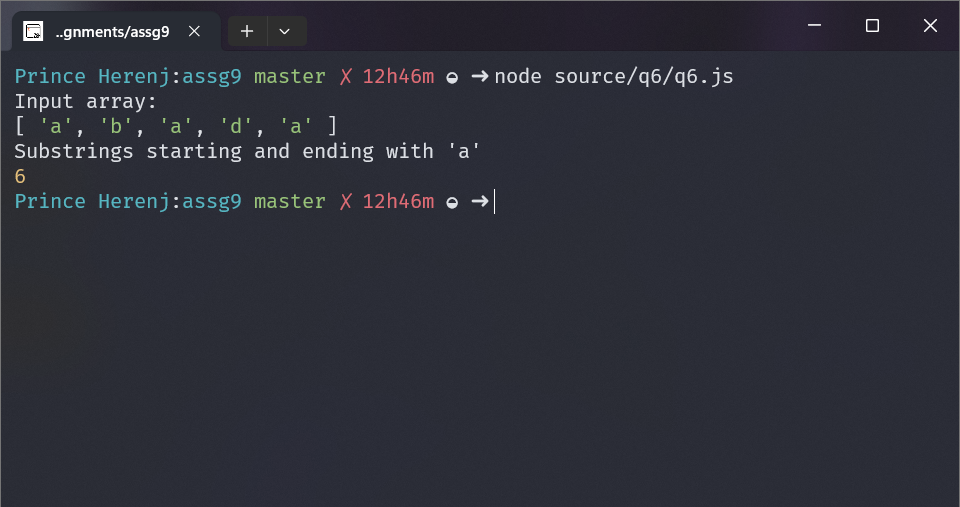 ..gnments/assg9
Prince Herenj:assg9 master ✗ 12h46m ◒ ➜node source/q6/q6.js
Input array:
[ 'a', 'b', 'a', 'd', 'a' ]
Substrings starting and ending with 'a'
6
Prince Herenj:assg9 master ✗ 12h46m ◒ ➜